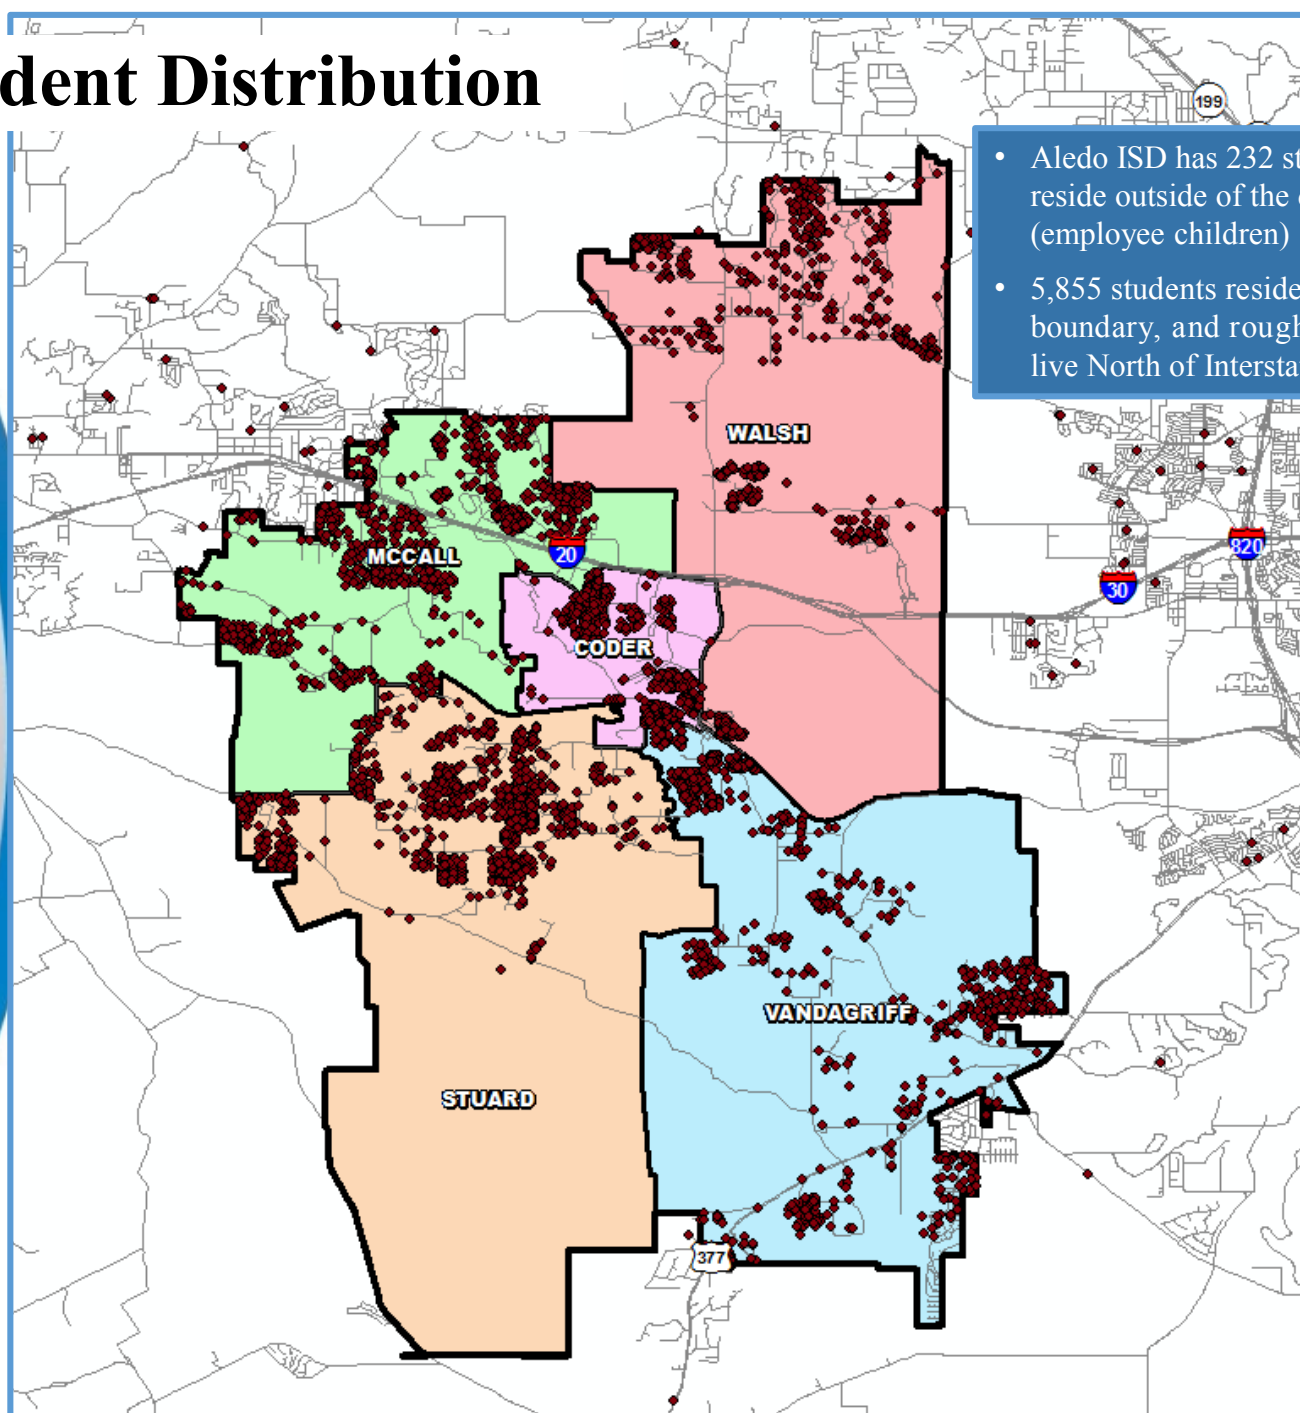 dent Distribution
199
• Aledo ISD has 232 st
reside outside of the
(employee children)
• 5,855 students reside
boundary, and rough
live North of Intersta
WALSH
MCCALL
20
820
30
CODER
VANDAGRIFF
STUARD
377